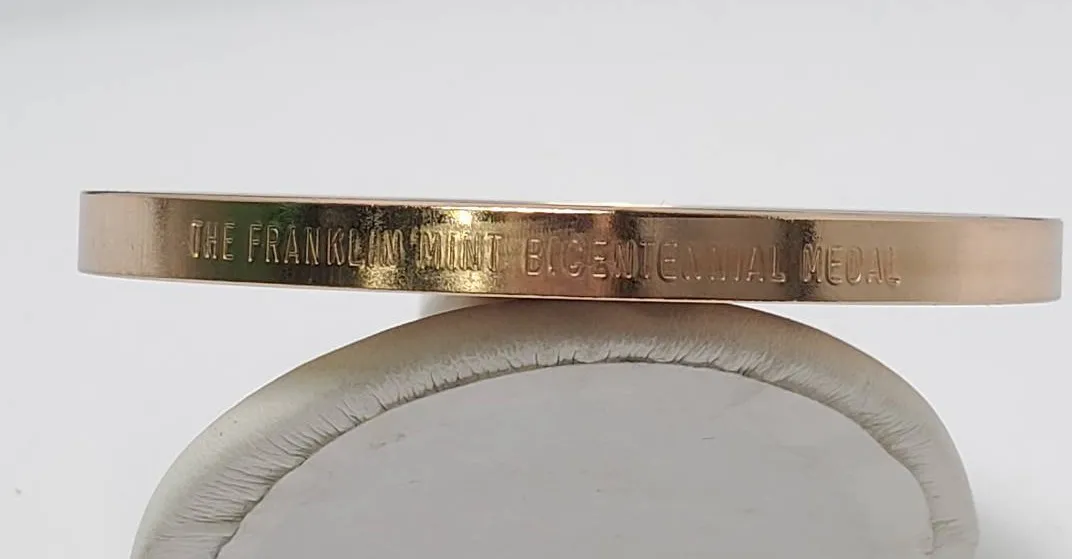 THE FRANKLIN MINT BICENTENNIAL MEDAL